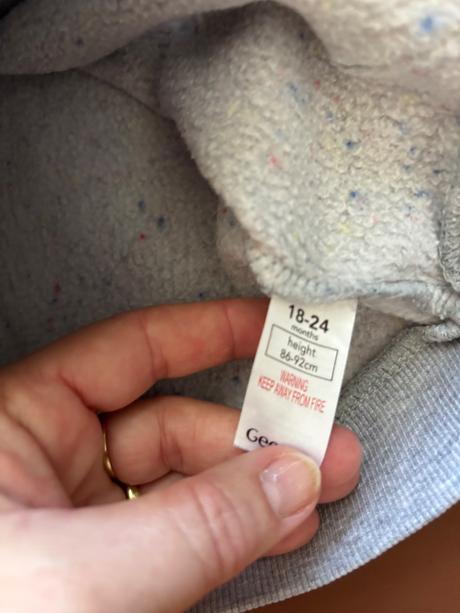 18-24
months
height
86-92cm
WARNING
KEEP AWAY FROM FIRE